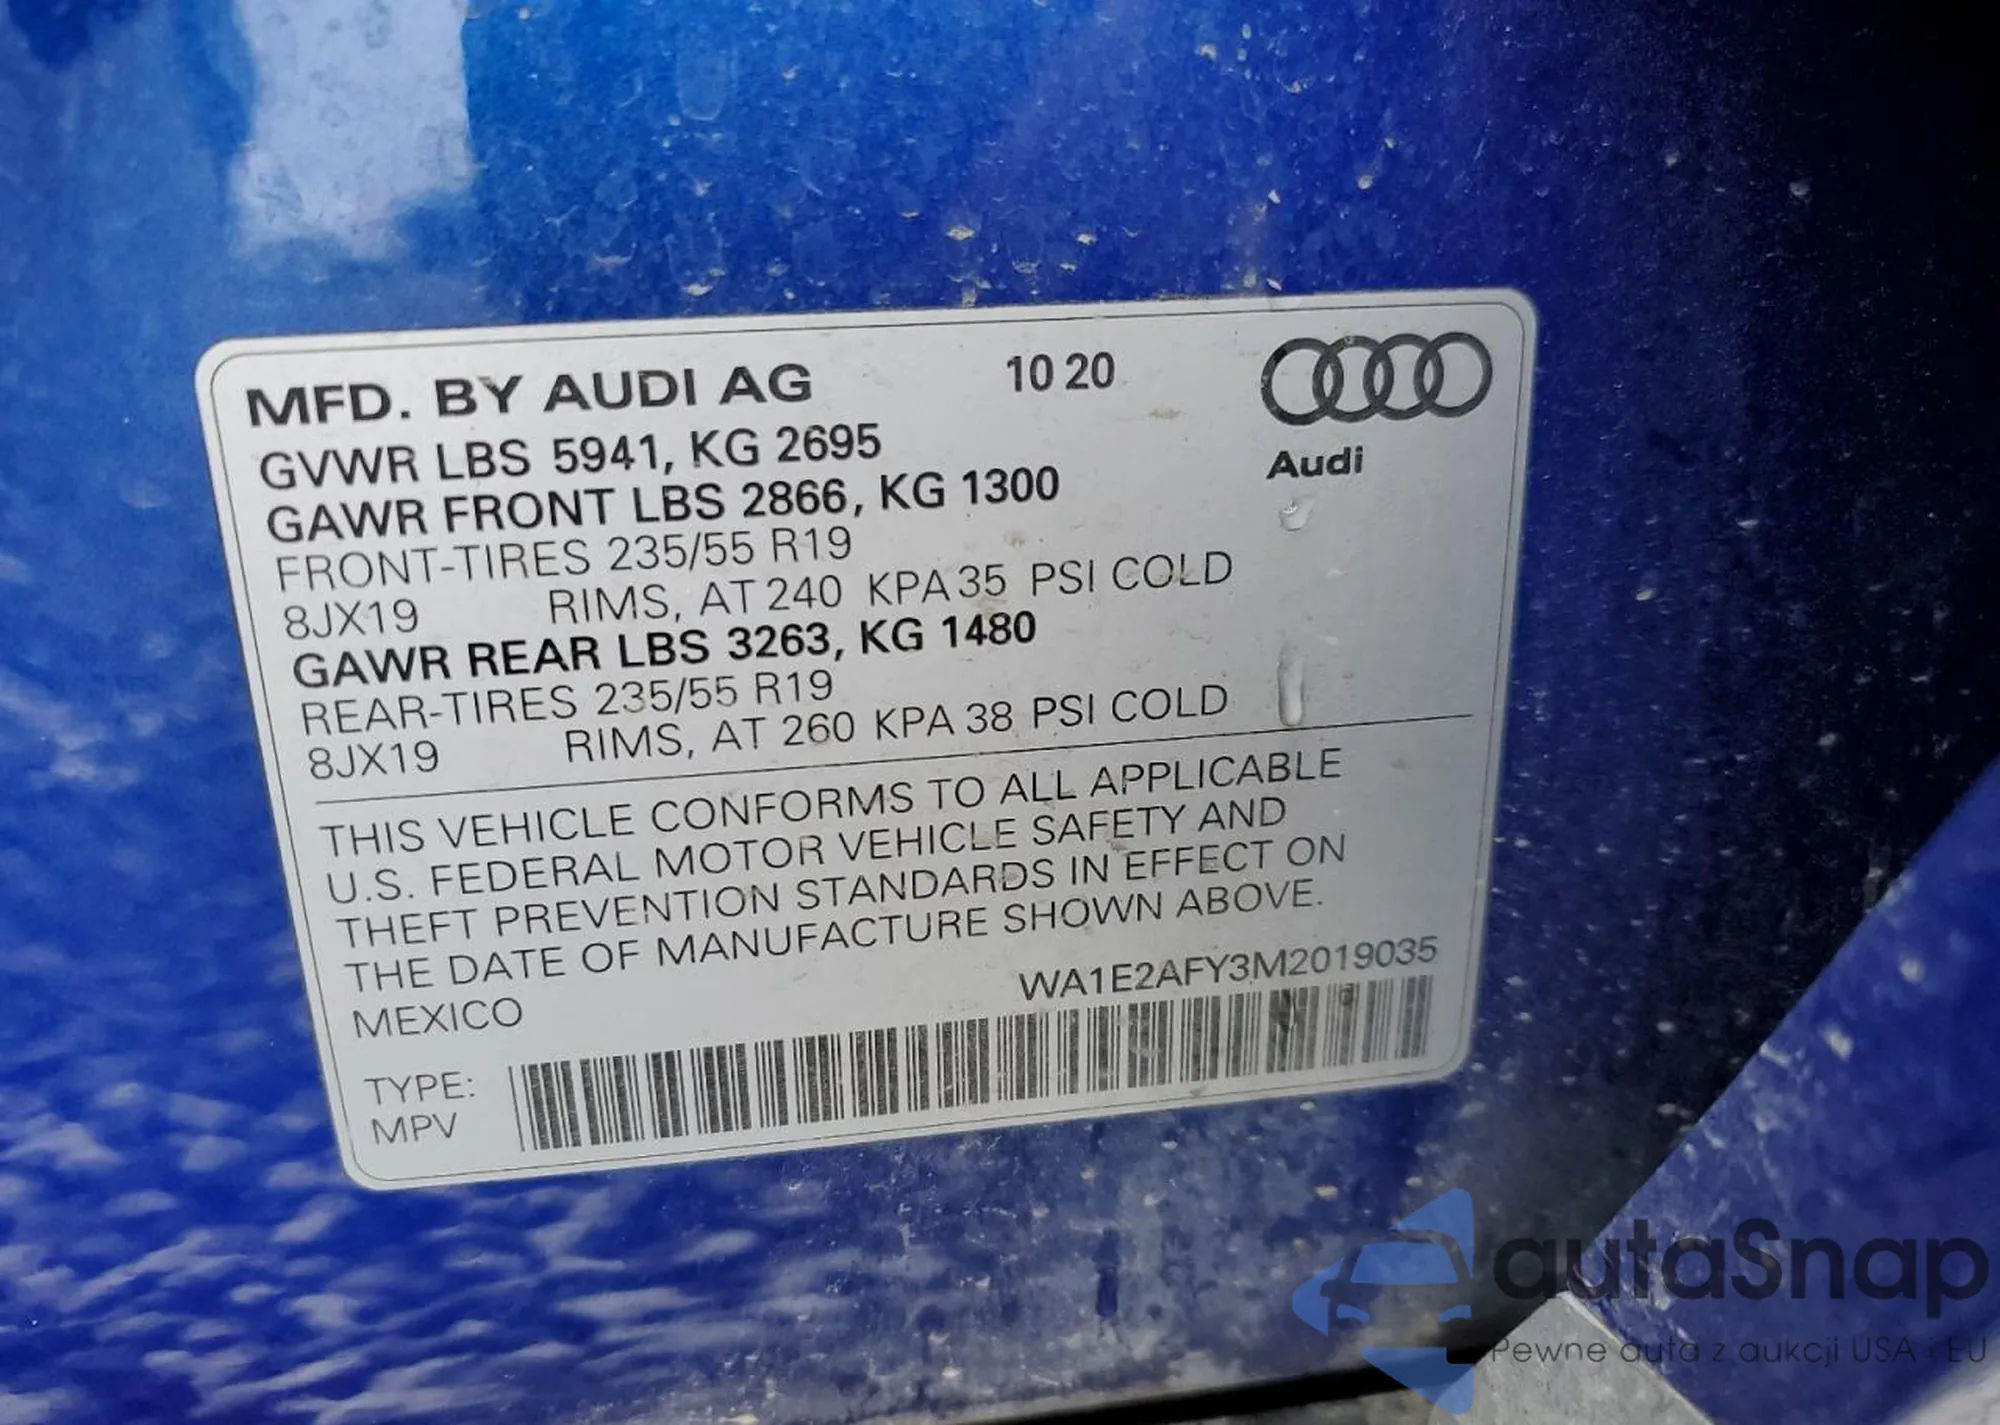 MFD. BY AUDI AG 10 20
Audi
GVWR LBS 5941, KG 2695
GAWR FRONT LBS 2866, KG 1300
FRONT-TIRES 235/55 R19
8JX19 RIMS, AT 240 KPA 35 PSI COLD
GAWR REAR LBS 3263, KG 1480
REAR-TIRES 235/55 R19
8JX19 RIMS, AT 260 KPA 38 PSI COLD
THIS VEHICLE CONFORMS TO ALL APPLICABLE
U.S. FEDERAL MOTOR VEHICLE SAFETY AND
THEFT PREVENTION STANDARDS IN EFFECT ON
THE DATE OF MANUFACTURE SHOWN ABOVE.
MEXICO WA1E2AFY3M2019035
TYPE:
MPV
autaSnap
Pewne auta z aukcji USA i EU